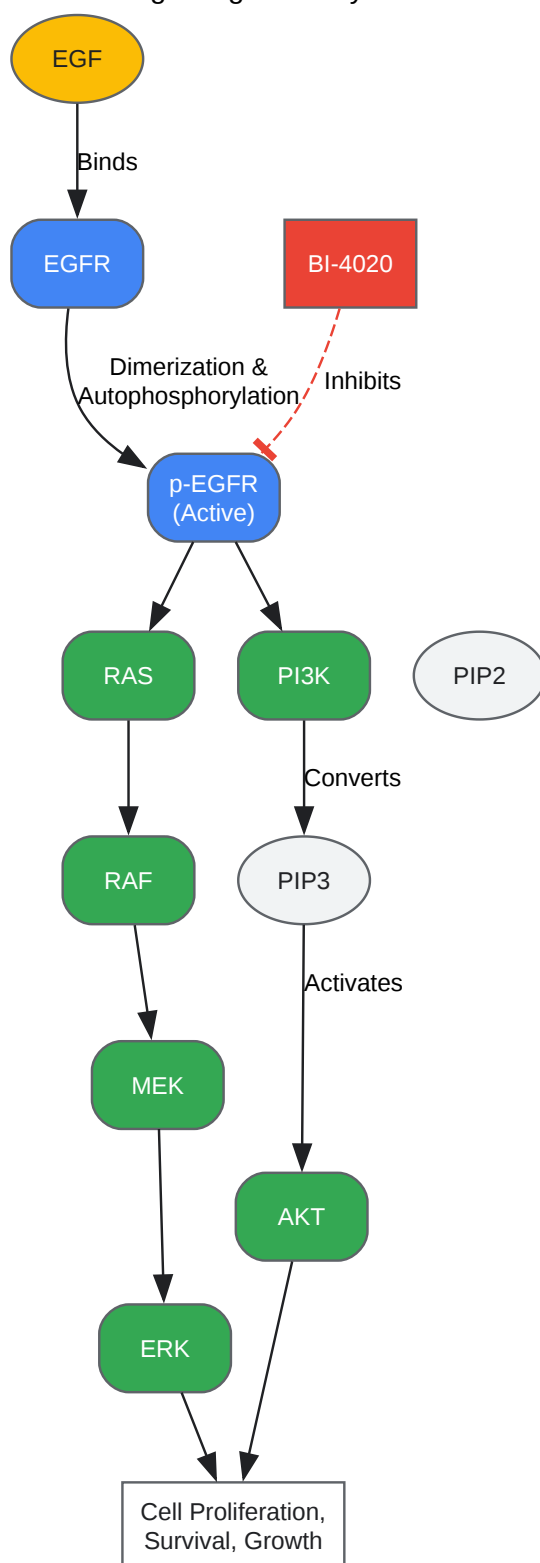 EGF
Binds
EGFR
BI-4020
Dimerization &
Autophosphorylation
Inhibits
p-EGFR
(Active)
RAS
PI3K
PIP2
Converts
RAF
PIP3
Activates
MEK
AKT
ERK
Cell Proliferation,
Survival, Growth